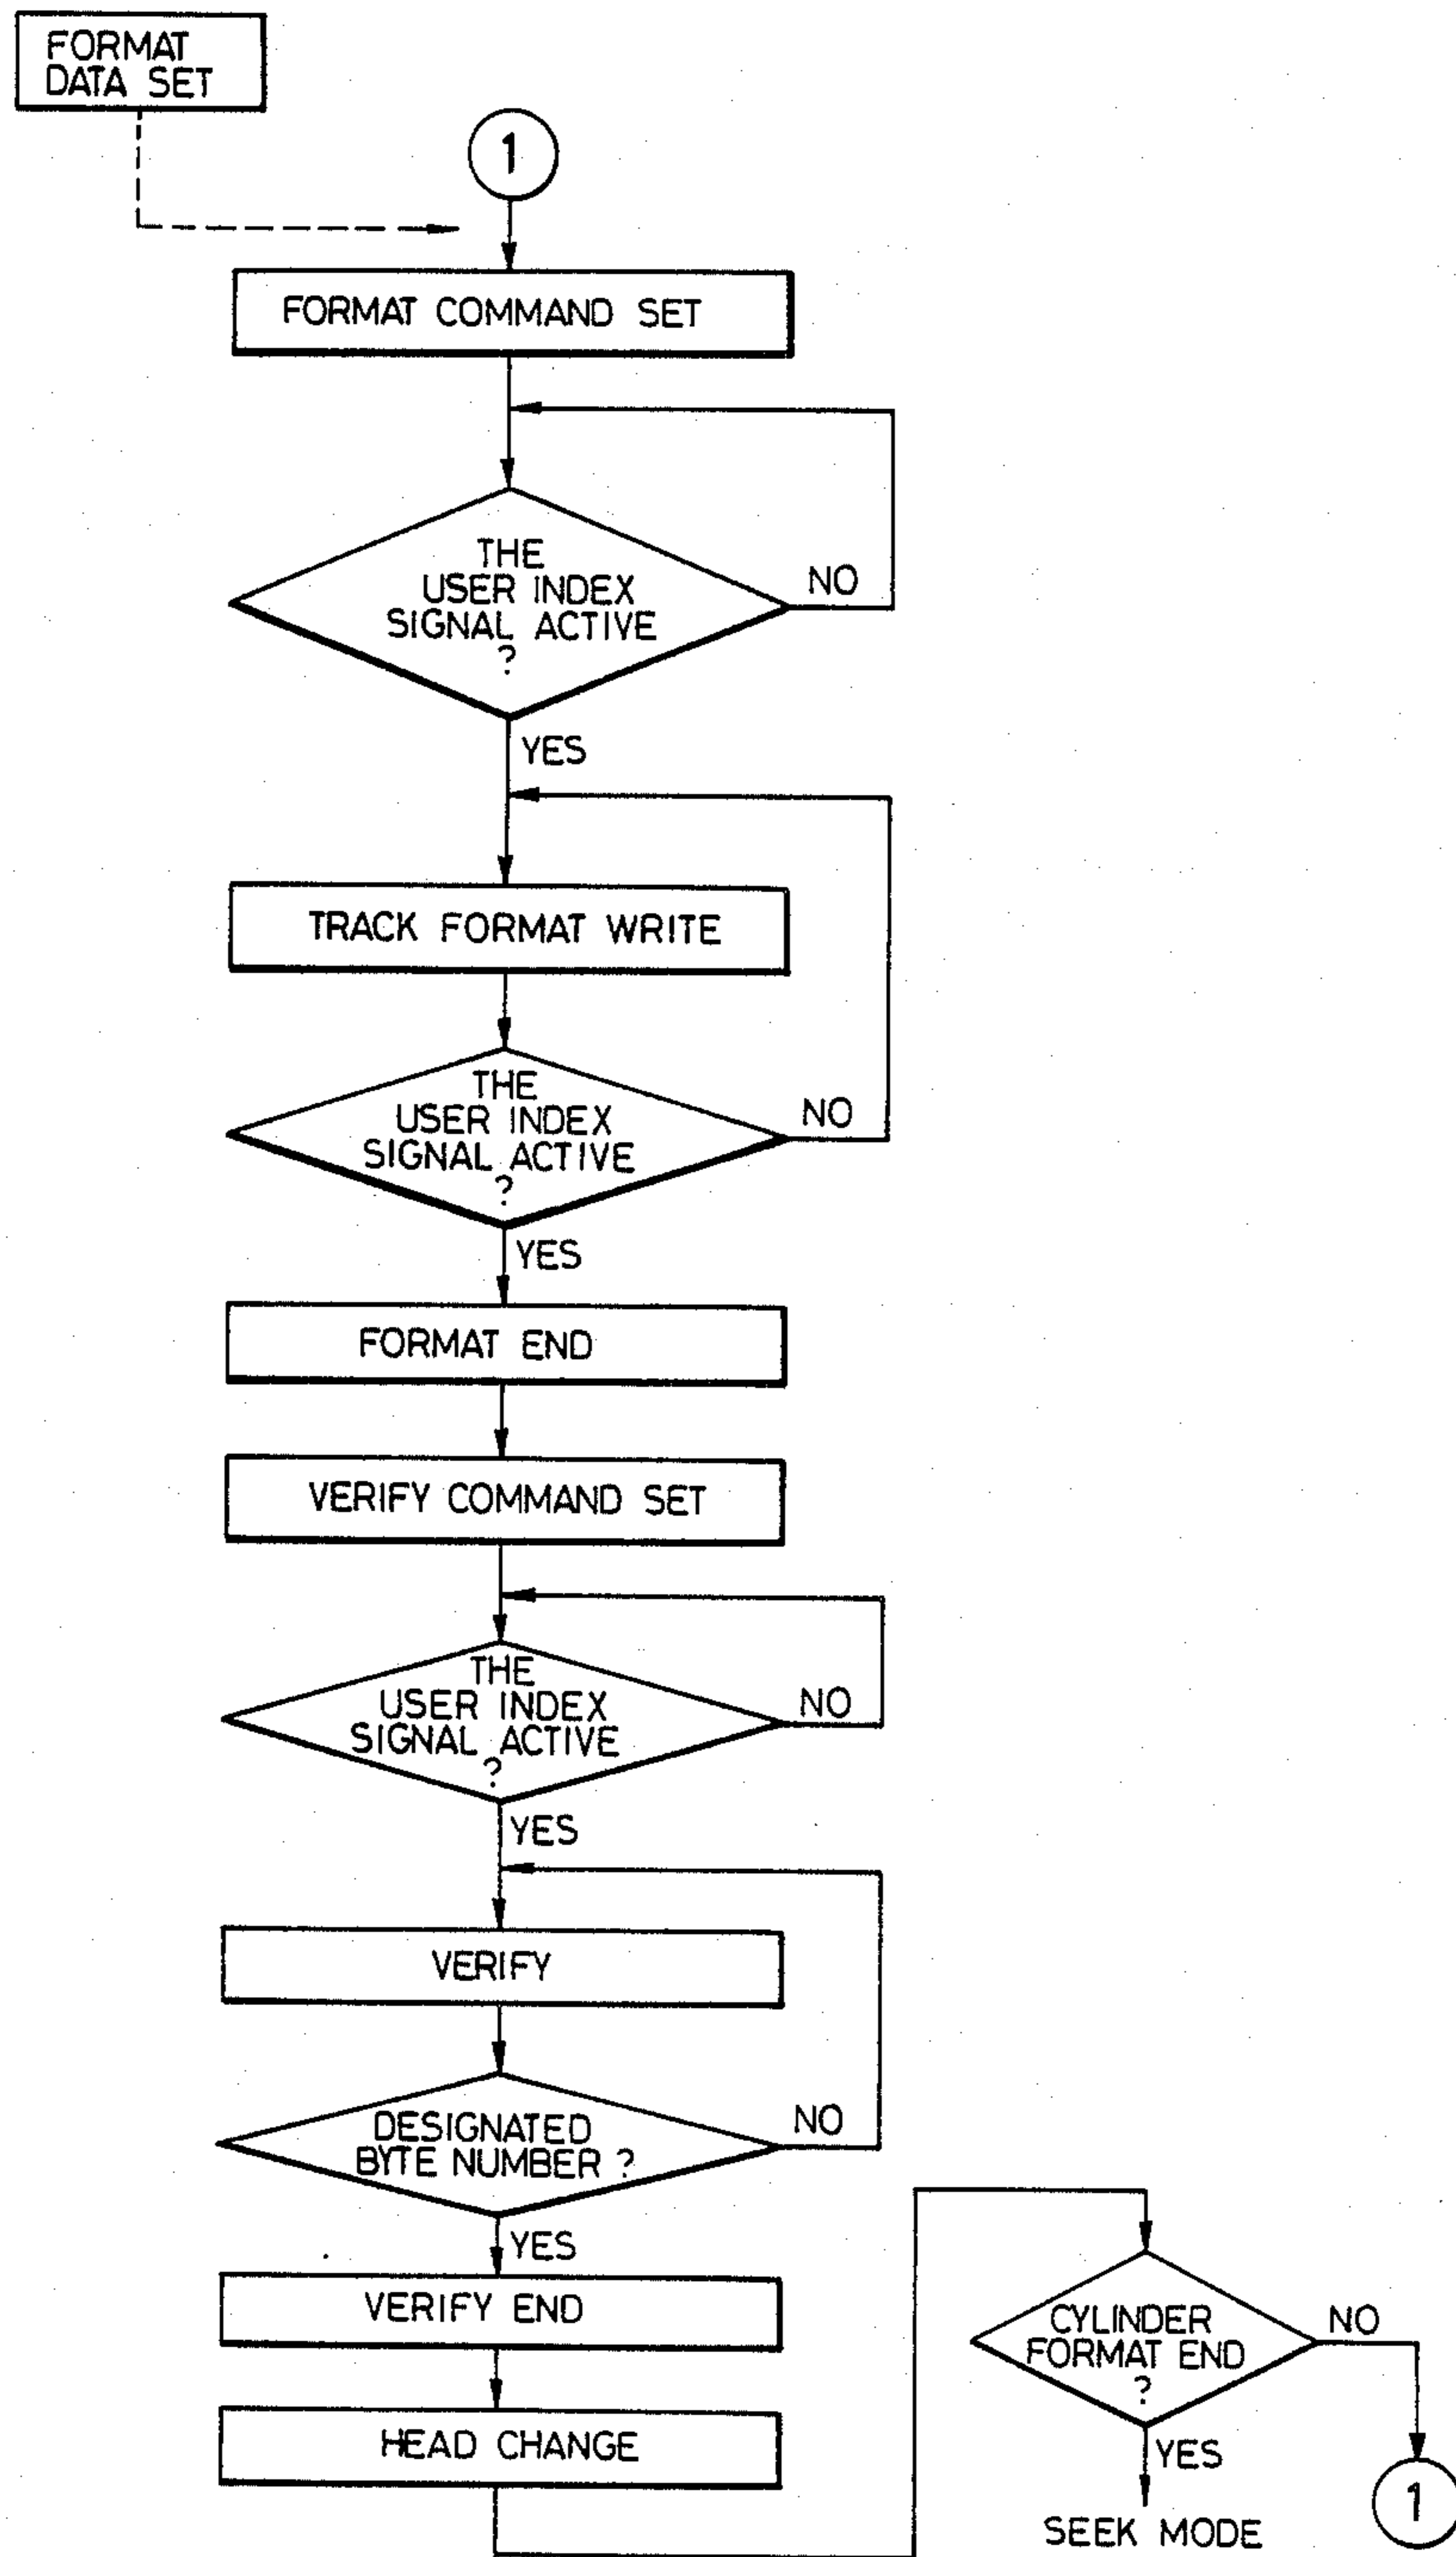 FORMAT
DATA SET
1
FORMAT COMMAND SET
THE
USER INDEX
SIGNAL ACTIVE
?
NO
YES
TRACK FORMAT WRITE
THE
USER INDEX
SIGNAL ACTIVE
?
NO
YES
FORMAT END
VERIFY COMMAND SET
THE
USER INDEX
SIGNAL ACTIVE
?
NO
YES
VERIFY
DESIGNATED
BYTE NUMBER ?
NO
YES
VERIFY END
HEAD CHANGE
CYLINDER
FORMAT END
?
NO
YES
SEEK MODE
1